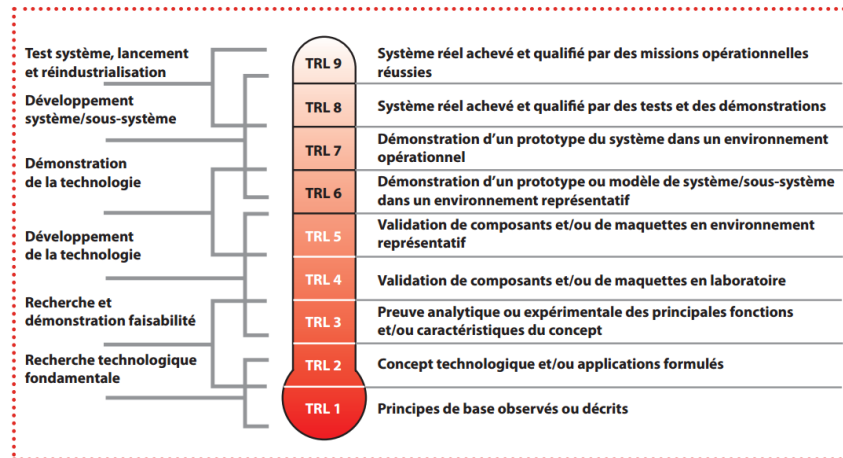 Test système, lancement
et réindustrialisation
Développement
système/sous-système
Démonstration
de la technologie
Développement
de la technologie
Recherche et
démonstration faisabilité
Recherche technologique
fondamentale
TRL 9
Système réel achevé et qualifié par des missions opérationnelles
réussies
TRL 8
Système réel achevé et qualifié par des tests et des démonstrations
TRL 7
Démonstration d’un prototype du système dans un environnement
opérationnel
TRL 6
Démonstration d’un prototype ou modèle de système/sous-système
dans un environnement représentatif
TRL 5
Validation de composants et/ou de maquettes en environnement
représentatif
TRL 4
Validation de composants et/ou de maquettes en laboratoire
TRL 3
Preuve analytique ou expérimentale des principales fonctions
et/ou caractéristiques du concept
TRL 2
Concept technologique et/ou applications formulés
TRL 1
Principes de base observés ou décrits